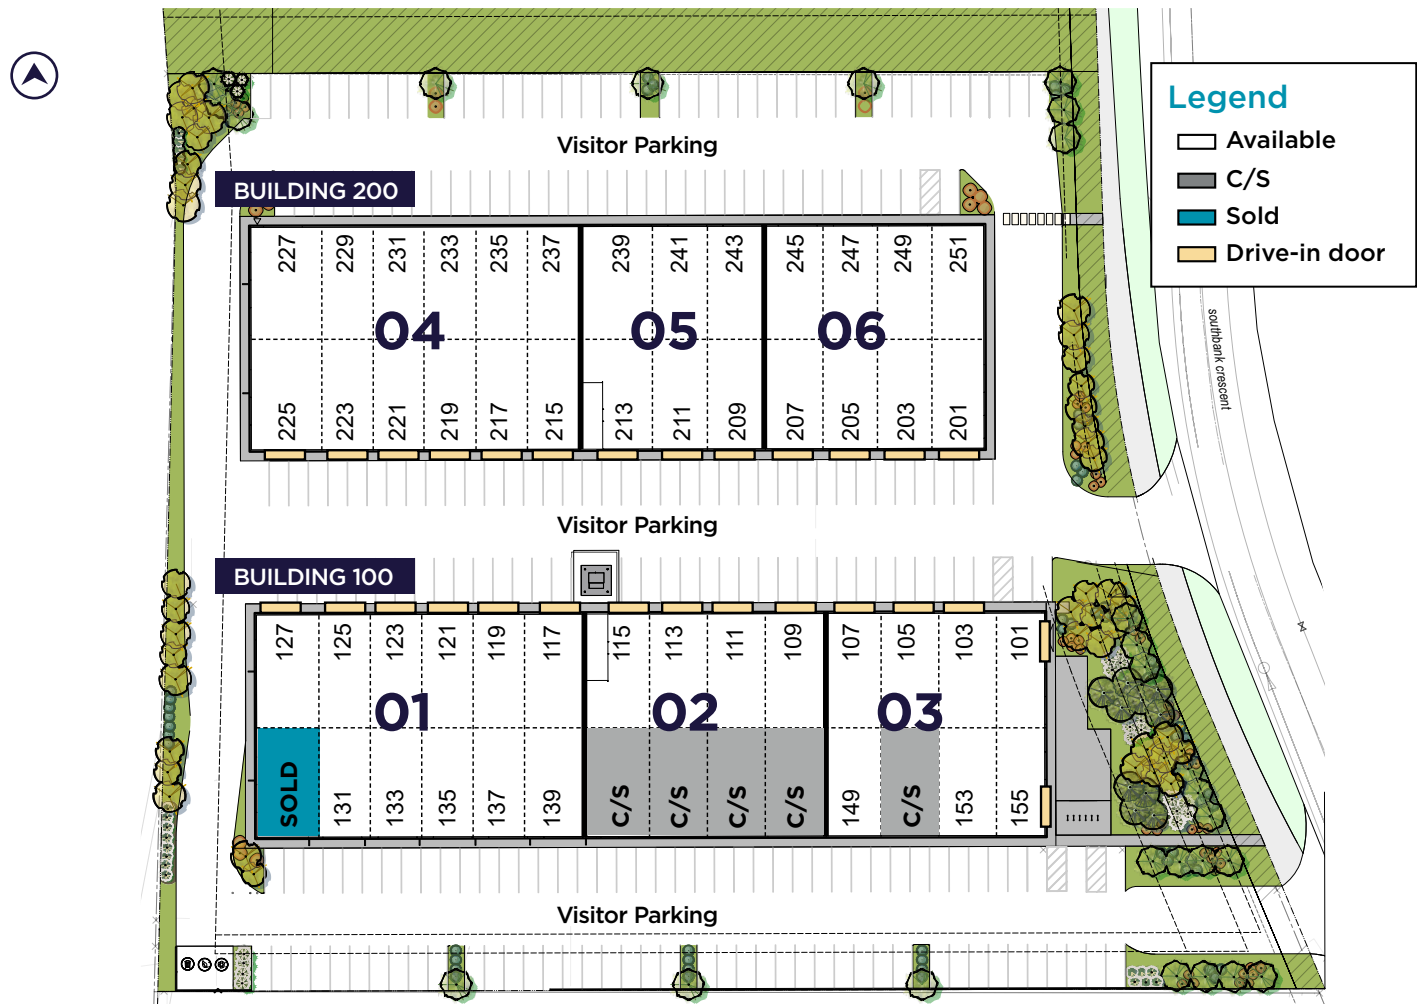 Legend
Available
C/S
Sold
Drive-in door
Visitor Parking
BUILDING 200
227 229 231 233 235 237 239 241 243 245 247 249 251
04 05 06
225 223 221 219 217 215 213 211 209 207 205 203 201
southbank crescent
Visitor Parking
BUILDING 100
127 125 123 121 119 117 115 113 111 109 107 105 103 101
01 02 03
SOLD 131 133 135 137 139 C/S C/S C/S C/S 149 C/S 153 155
Visitor Parking